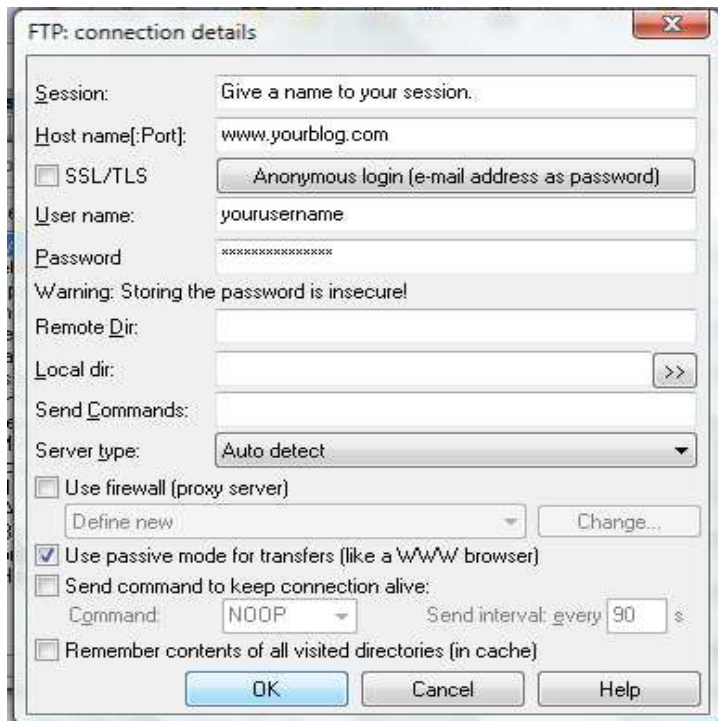 FTP: connection details
Session: Give a name to your session.
Host name[:Port]: www.yourblog.com
SSL/TLS Anonymous login (e-mail address as password)
User name: yourusername
Password ***************
Warning: Storing the password is insecure!
Remote Dir:
Local dir: >>
Send Commands:
Server type: Auto detect
Use firewall (proxy server)
Define new Change...
Use passive mode for transfers (like a WWW browser)
Send command to keep connection alive:
Command: NOOP Send interval: every 90 s
Remember contents of all visited directories (in cache)
OK Cancel Help